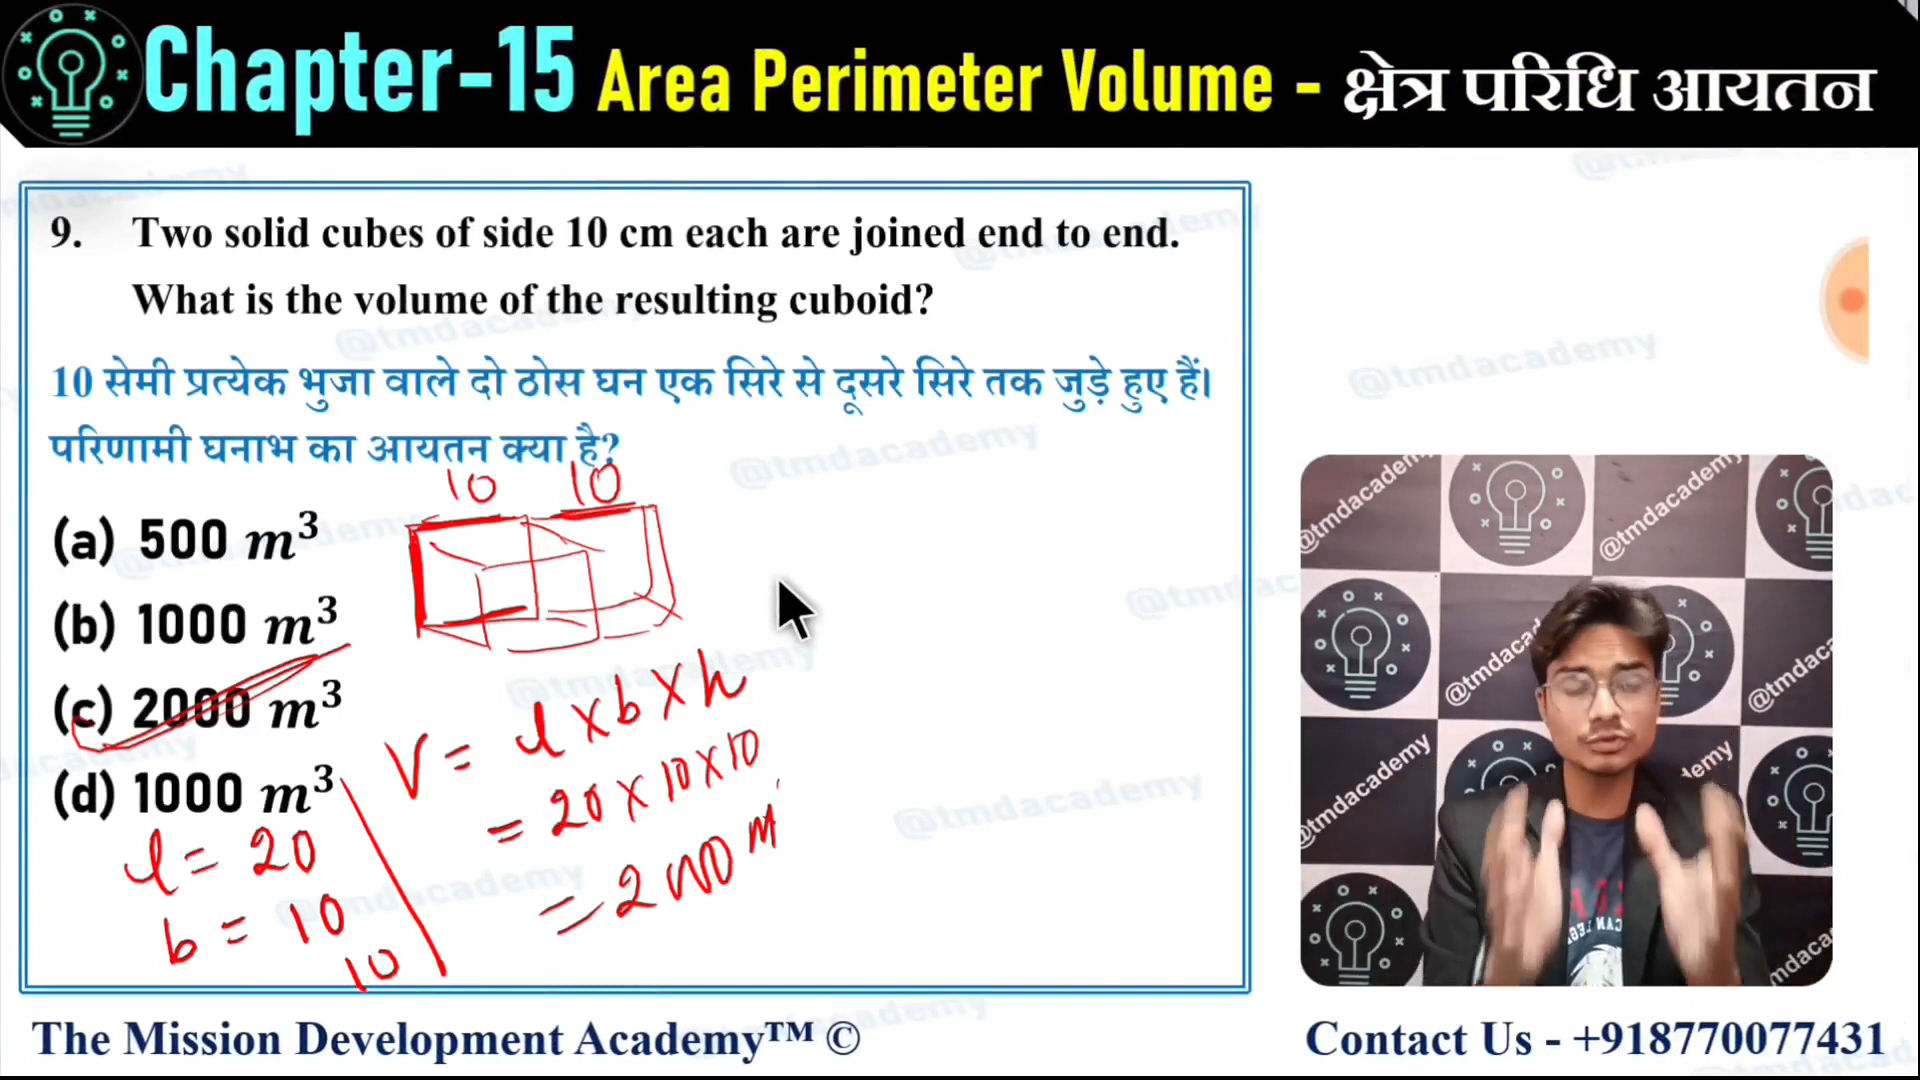 Chapter-15 Area Perimeter Volume - क्षेत्र परिधि आयतन
9. Two solid cubes of side 10 cm each are joined end to end.
What is the volume of the resulting cuboid?
10 सेमी प्रत्येक भुजा वाले दो ठोस घन एक सिरे से दूसरे सिरे तक जुड़े हुए हैं।
परिणामी घनाभ का आयतन क्या है?
10 10
(a) 500 m³
(b) 1000 m³
(c) 2000 m³
(d) 1000 m³
V = l×b×h
= 20×10×10
= 2000 m
l = 20
b = 10
10
@tmdacademy
The Mission Development Academy™ ©
Contact Us - +918770077431